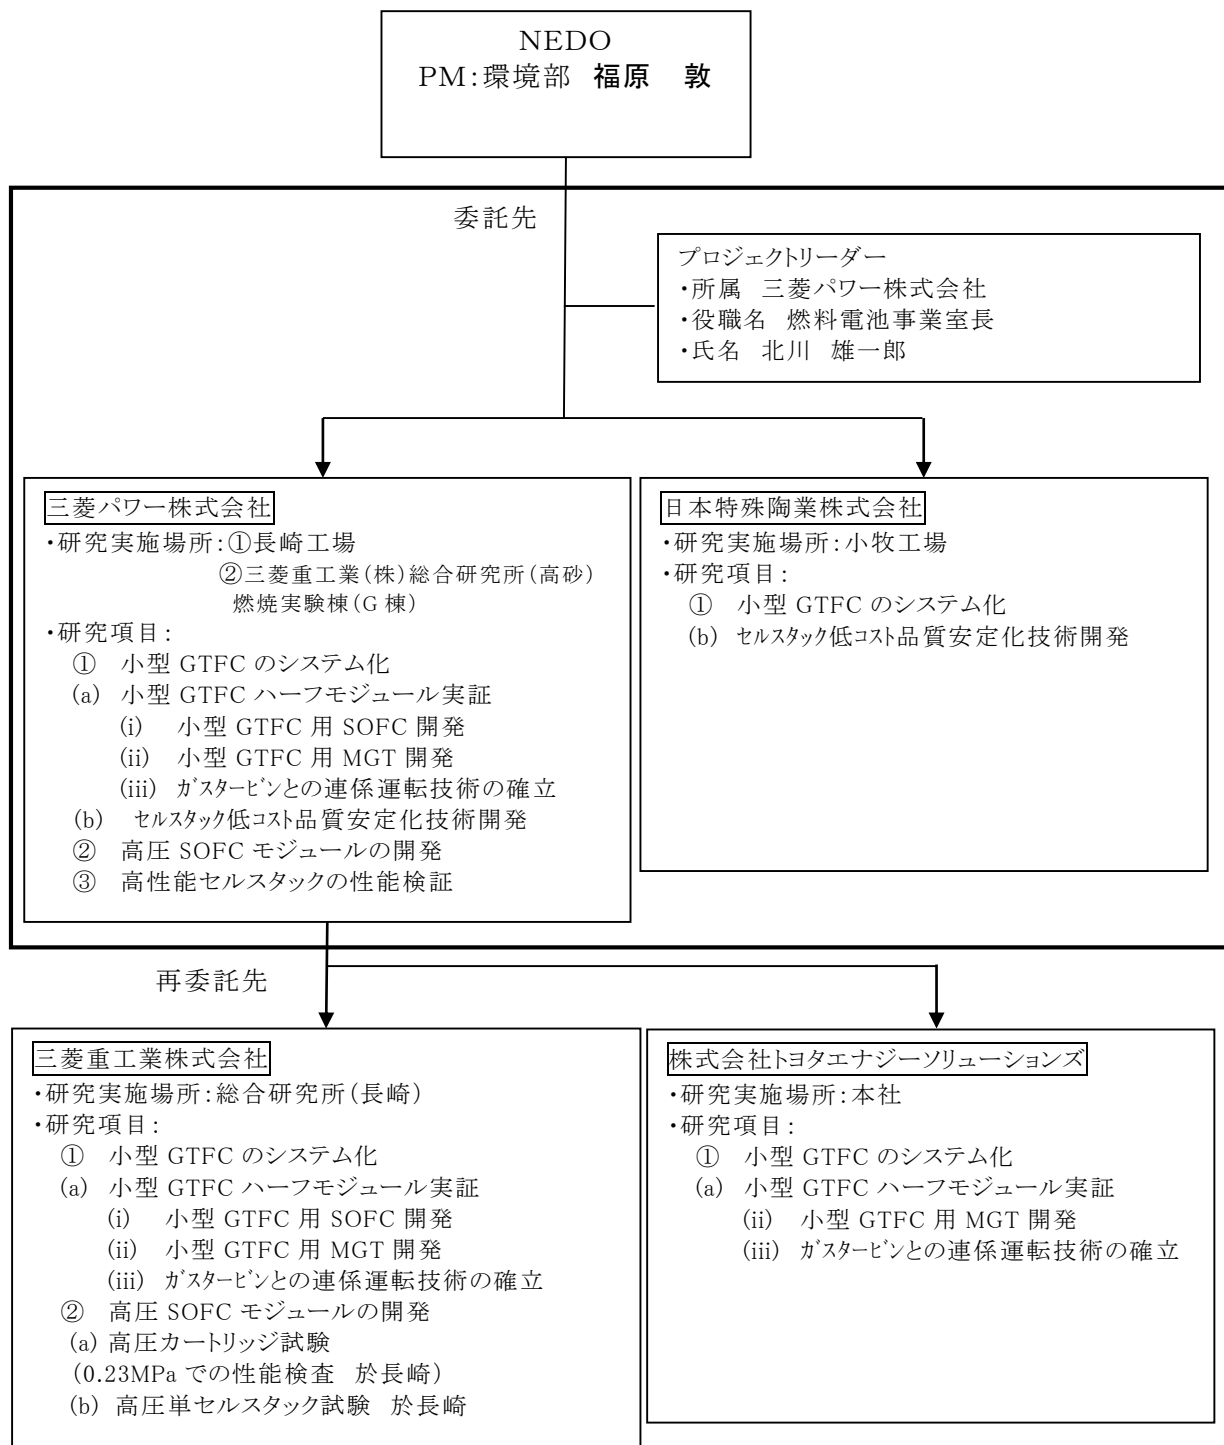 NEDO
PM:環境部 福原 敦
委託先
プロジェクトリーダー
・所属 三菱パワー株式会社
・役職名 燃料電池事業室長
・氏名 北川 雄一郎
三菱パワー株式会社
・研究実施場所:①長崎工場
②三菱重工業(株)総合研究所(高砂)
燃焼実験棟(G 棟)
・研究項目:
① 小型 GTFC のシステム化
(a) 小型 GTFC ハーフモジュール実証
(i) 小型 GTFC 用 SOFC 開発
(ii) 小型 GTFC 用 MGT 開発
(iii) ガスタービンとの連係運転技術の確立
(b) セルスタック低コスト品質安定化技術開発
② 高圧 SOFC モジュールの開発
③ 高性能セルスタックの性能検証
日本特殊陶業株式会社
・研究実施場所:小牧工場
・研究項目:
① 小型 GTFC のシステム化
(b) セルスタック低コスト品質安定化技術開発
再委託先
三菱重工業株式会社
・研究実施場所:総合研究所(長崎)
・研究項目:
① 小型 GTFC のシステム化
(a) 小型 GTFC ハーフモジュール実証
(i) 小型 GTFC 用 SOFC 開発
(ii) 小型 GTFC 用 MGT 開発
(iii) ガスタービンとの連係運転技術の確立
② 高圧 SOFC モジュールの開発
(a) 高圧カートリッジ試験
(0.23MPa での性能検査 於長崎)
(b) 高圧単セルスタック試験 於長崎
株式会社トヨタエナジーソリューションズ
・研究実施場所:本社
・研究項目:
① 小型 GTFC のシステム化
(a) 小型 GTFC ハーフモジュール実証
(ii) 小型 GTFC 用 MGT 開発
(iii) ガスタービンとの連係運転技術の確立